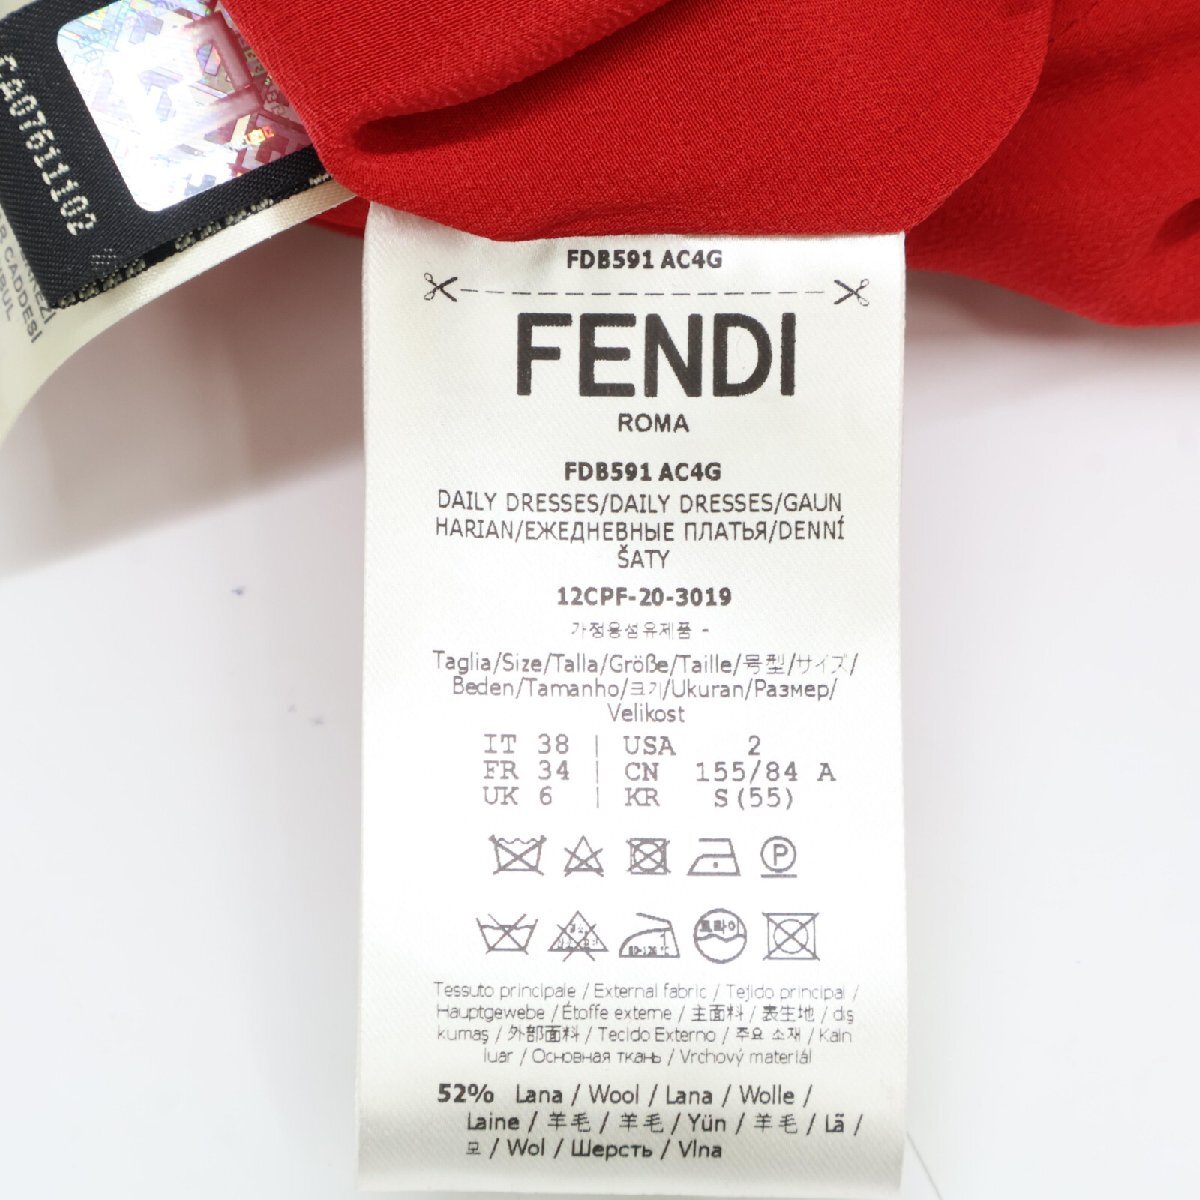 CA07611102
CADDESI
FDB591 AC4G
FENDI
ROMA
FDB591 AC4G
DAILY DRESSES/DAILY DRESSES/GAUN
HARIAN/ЕЖЕДНЕВНЫЕ ПЛАТЬЯ/DENNÍ
ŠATY
12CPF-20-3019
가정용섬유제품 -
Taglia/Size/Talla/Größe/Taille/号型/サイズ/
Beden/Tamanho/크기/Ukuran/Размер/
Velikost
IT 38 | USA 2
FR 34 | CN 155/84 A
UK 6 | KR S(55)
P
Tessuto principale / External fabric / Tejido principal /
Hauptgewebe / Étoffe externe / 主面料 / 表生地 / dış
kumaş / 外部面料 / Tecido Externo / 주요 소재 / Kain
luar / Основная ткань / Vrchový materiál
52% Lana / Wool / Lana / Wolle /
Laine / 羊毛 / 羊毛 / Yün / 羊毛 / Lã /
모 / Wol / Шерсть / Vlna